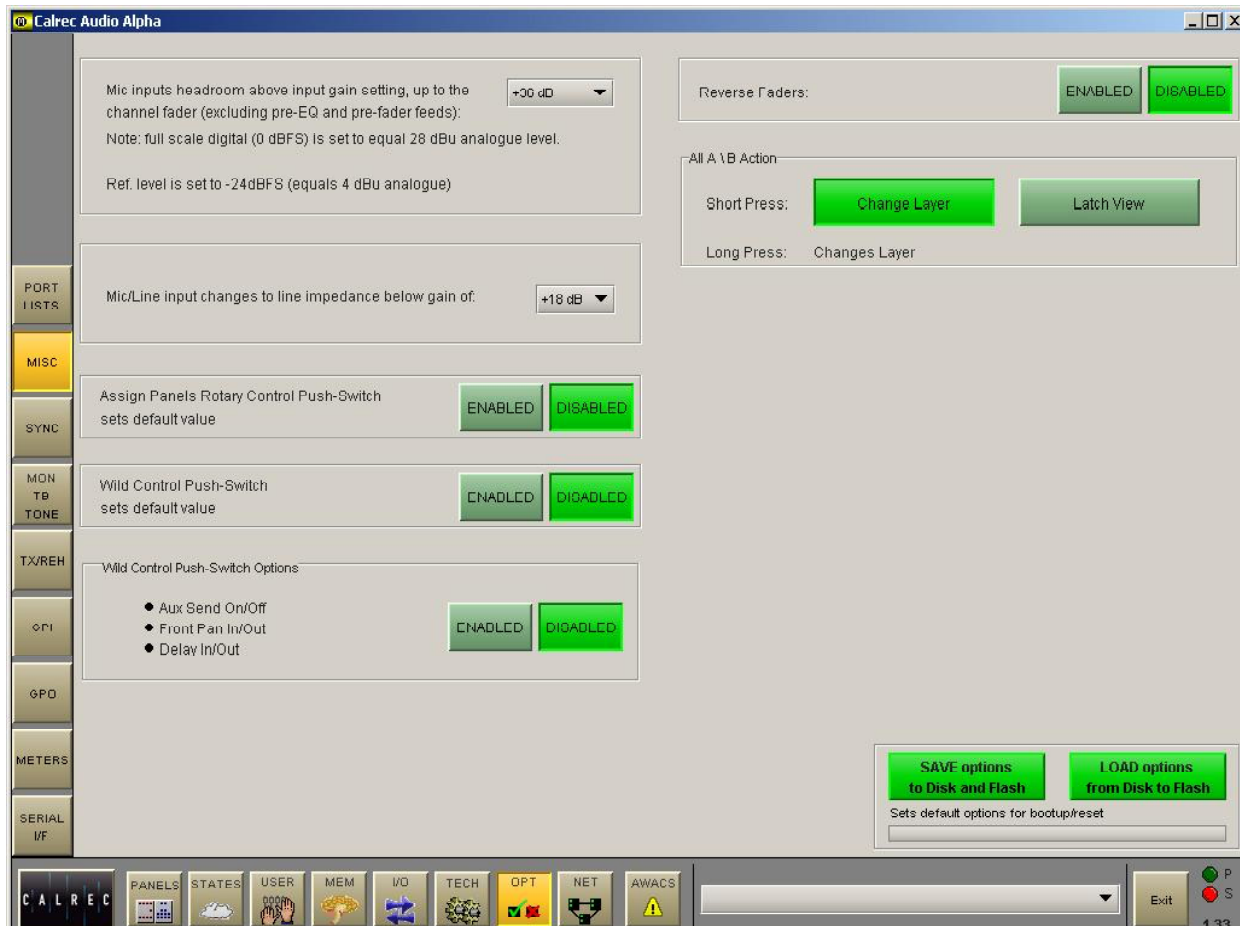 Calrec Audio Alpha
Mic inputs headroom above input gain setting, up to the
channel fader (excluding pre-EQ and pre-fader feeds):
Note: full scale digital (0 dBFS) is set to equal 28 dBu analogue level.
Ref. level is set to -24dBFS (equals 4 dBu analogue)
dB
Mic/Line input changes to line impedance below gain of:
+18 dB
Assign Panels Rotary Control Push-Switch
sets default value
ENABLED
DISABLED
Wild Control Push-Switch
sets default value
ENABLED
DISABLED
Wild Control Push-Switch Options
Aux Send On/Off
Front Pan In/Out
Delay In/Out
ENABLED
DISABLED
Reverse Faders:
ENABLED
DISABLED
All A \ B Action
Short Press:
Change Layer
Latch View
Long Press:
Changes Layer
PORT
LISTS
MISC
SYNC
MON
TB
TONE
TX/REH
GPI
GPO
METERS
SERIAL
I/F
SAVE options
to Disk and Flash
LOAD options
from Disk to Flash
Sets default options for bootup/reset
CALREC
PANELS
STATES
USER
MEM
I/O
TECH
OPT
NET
AWACS
Exit
P
S
1.33